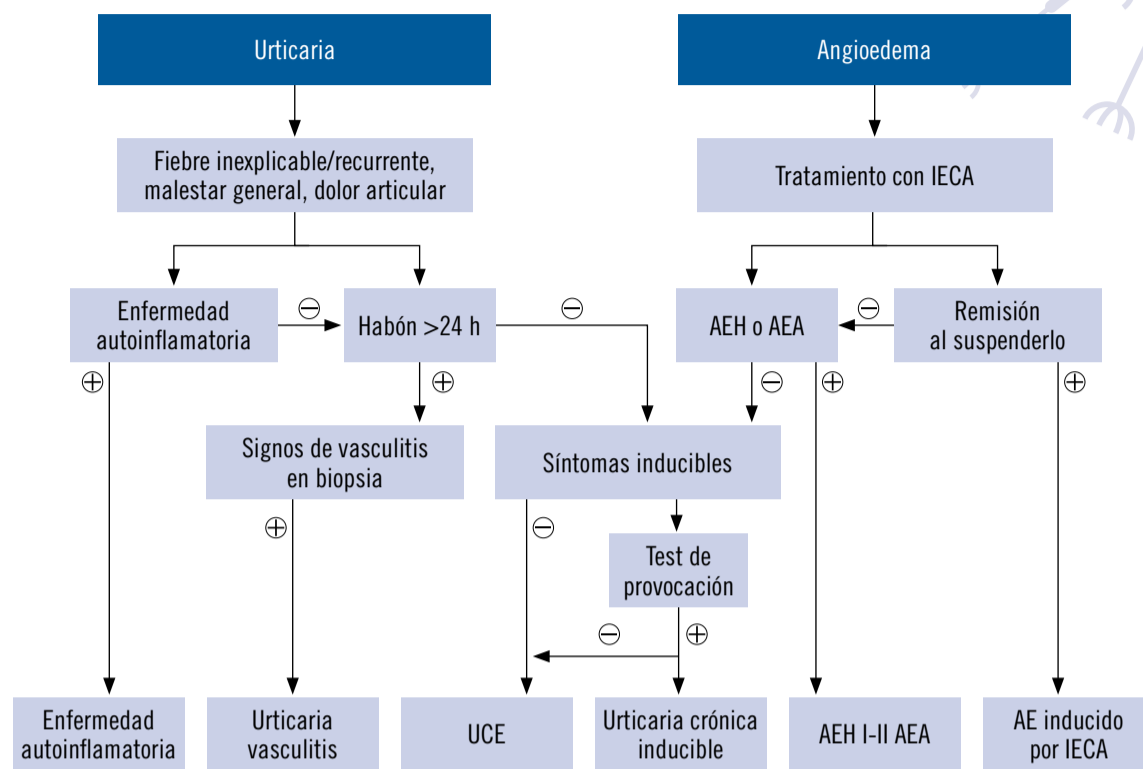 Urticaria
Angioedema
Fiebre inexplicable/recurrente,
malestar general, dolor articular
Tratamiento con IECA
Enfermedad
autoinflamatoria
⊖
Habón >24 h
⊖
AEH o AEA
⊖
Remisión
al suspenderlo
⊕
⊕
⊖
⊕
⊕
Signos de vasculitis
en biopsia
Síntomas inducibles
⊕
⊖
Test de
provocación
⊖
⊕
Enfermedad
autoinflamatoria
Urticaria
vasculitis
UCE
Urticaria crónica
inducible
AEH I-II AEA
AE inducido
por IECA